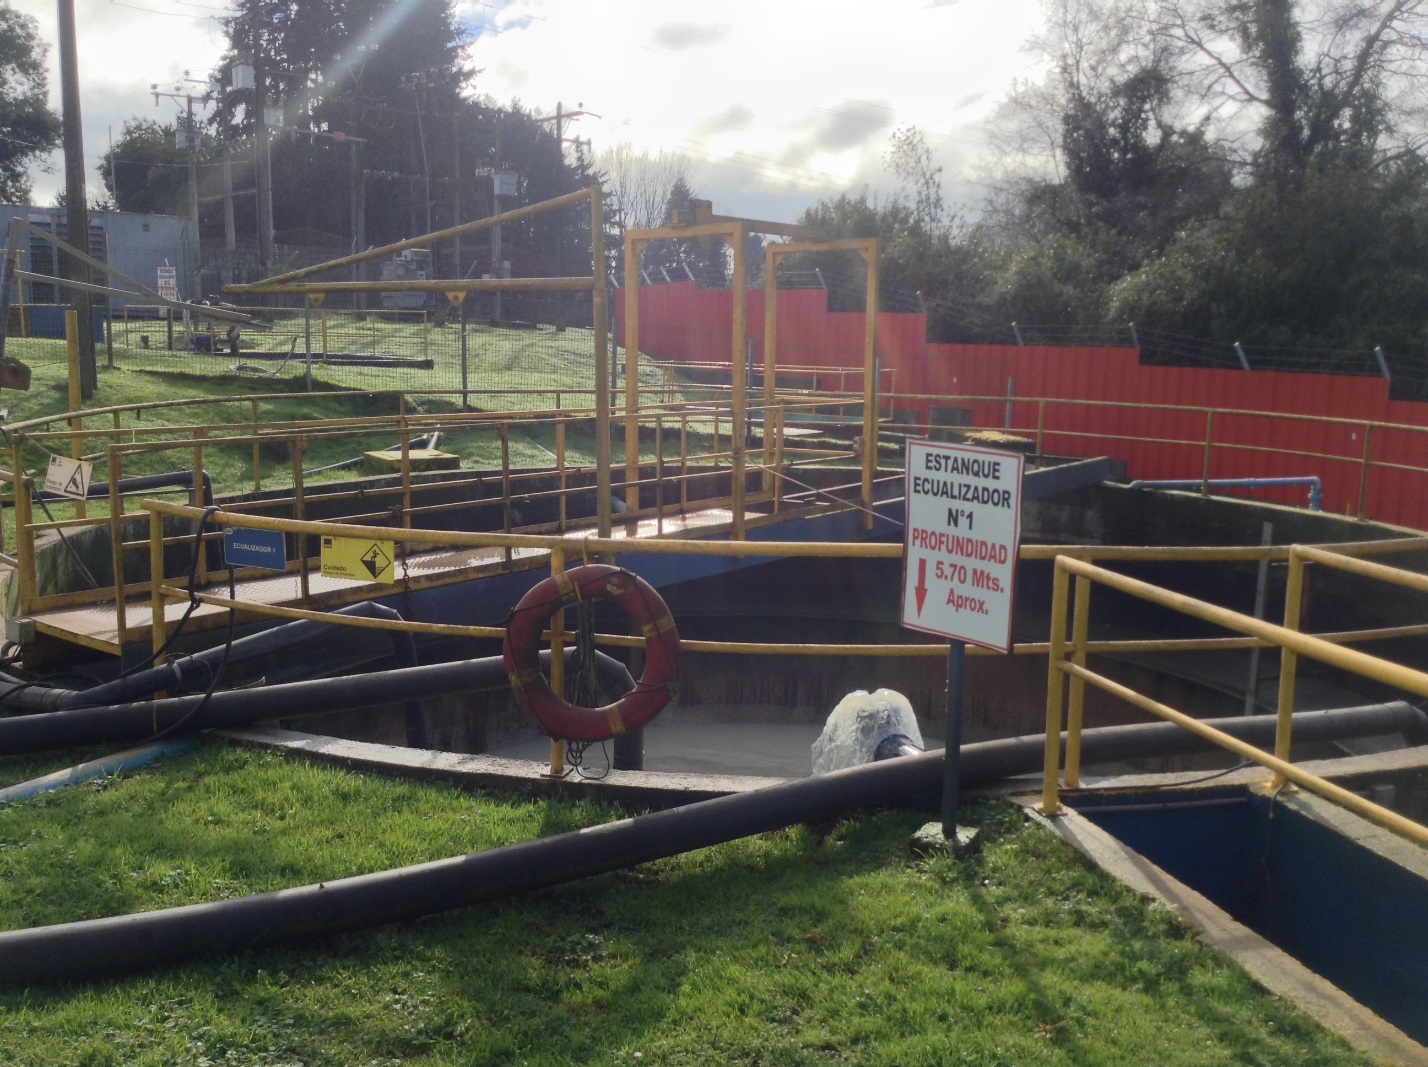 ESTANQUE
ECUALIZADOR
N°1
PROFUNDIDAD
5.70 Mts.
Aprox.
ECUALIZADOR 1
Cuidado